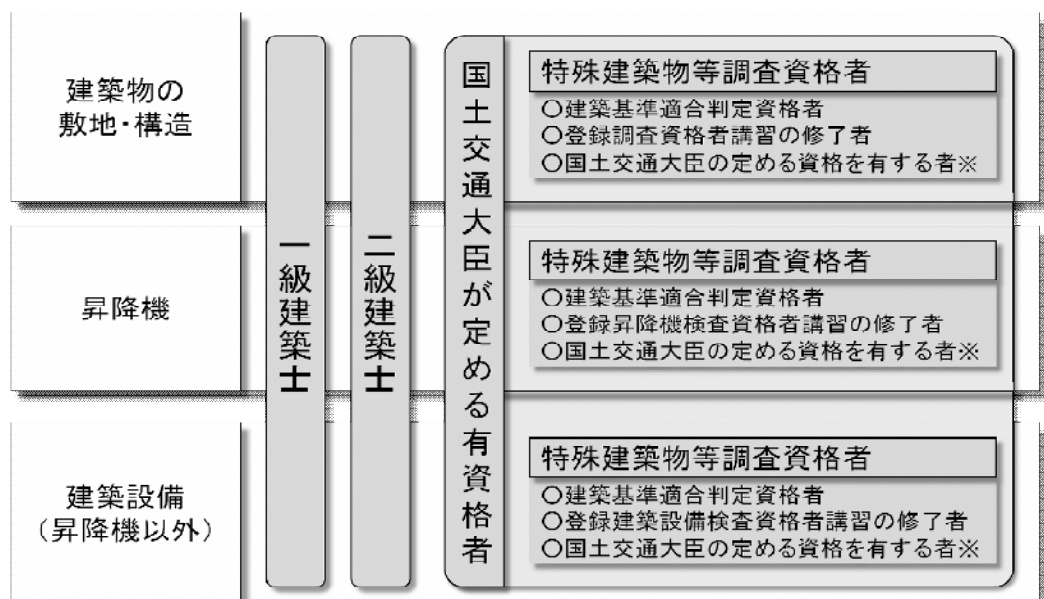 建築物の
敷地・構造
一級建築士
二級建築士
国土交通大臣が定める有資格者
特殊建築物等調査資格者
〇建築基準適合判定資格者
〇登録調査資格者講習の修了者
〇国土交通大臣の定める資格を有する者※
昇降機
特殊建築物等調査資格者
〇建築基準適合判定資格者
〇登録昇降機検査資格者講習の修了者
〇国土交通大臣の定める資格を有する者※
建築設備
（昇降機以外）
特殊建築物等調査資格者
〇建築基準適合判定資格者
〇登録建築設備検査資格者講習の修了者
〇国土交通大臣の定める資格を有する者※